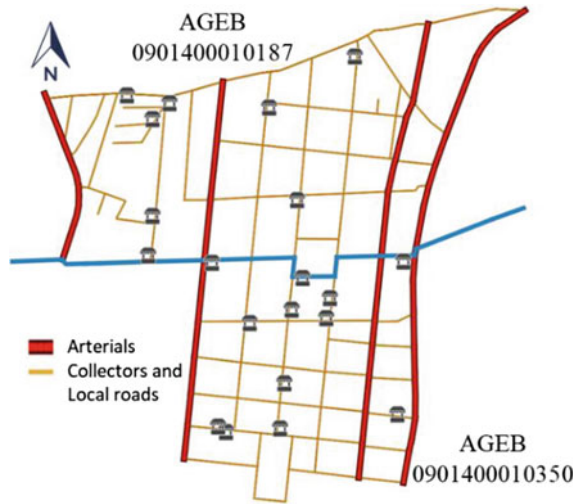 AGEB
0901400010187
N
Arterials
Collectors and
Local roads
AGEB
0901400010350